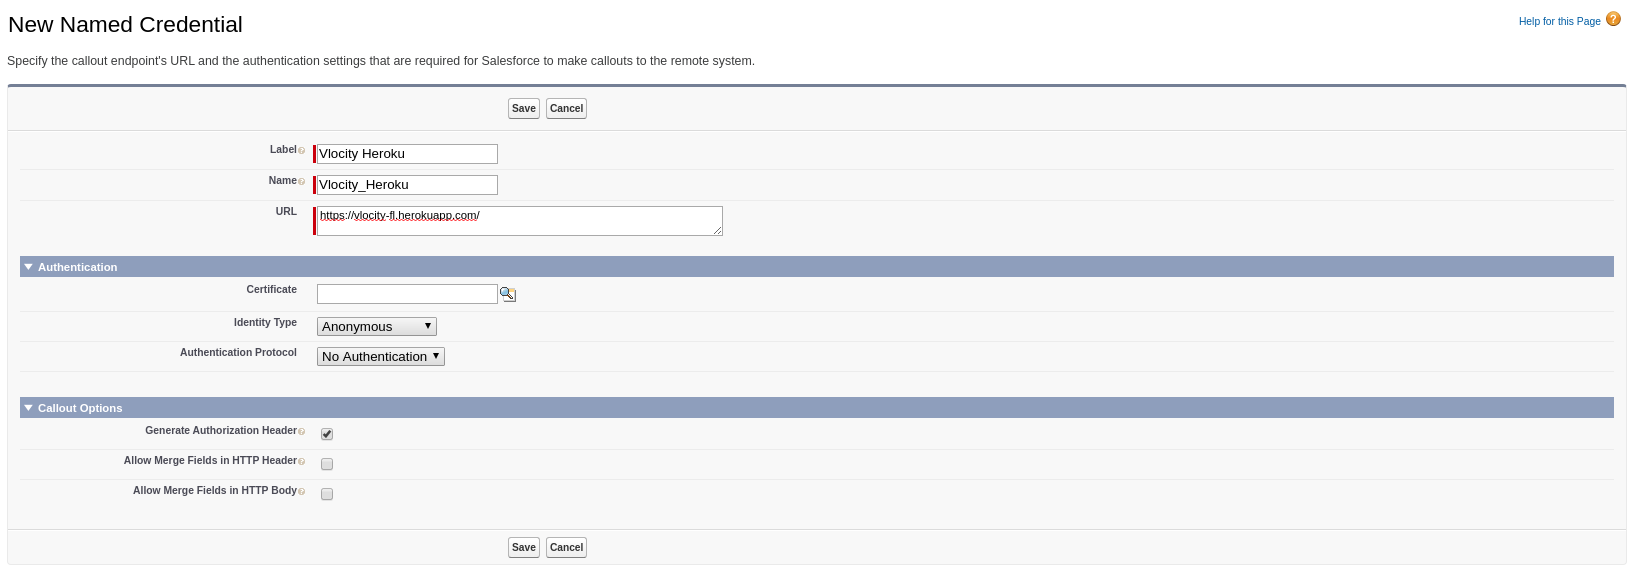 New Named Credential
Help for this Page ?
Specify the callout endpoint's URL and the authentication settings that are required for Salesforce to make callouts to the remote system.
Save Cancel
Label ? Vlocity Heroku
Name ? Vlocity_Heroku
URL https://vlocity-fl.herokuapp.com/
Authentication
Certificate
Identity Type Anonymous
Authentication Protocol No Authentication
Callout Options
Generate Authorization Header ?
Allow Merge Fields in HTTP Header ?
Allow Merge Fields in HTTP Body ?
Save Cancel